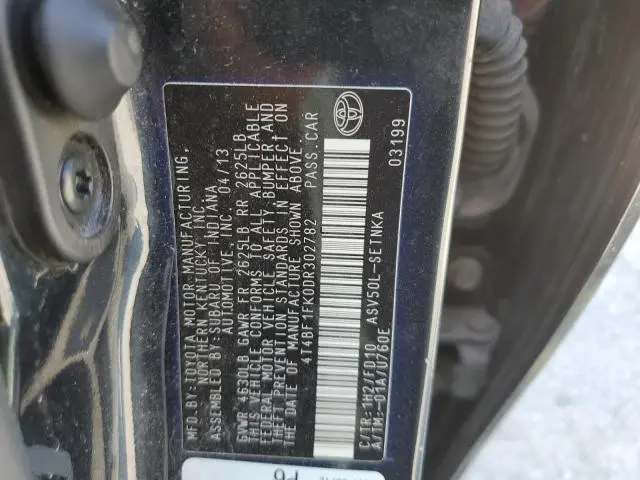 MFD.BY:TOYOTA MOTOR MANUFACTURING,
NORTHERN KENTUCKY, INC.
ASSEMBLED BY:SUBARU OF INDIANA
AUTOMOTIVE, INC. 04/13
GVWR 4630LB GAWR FR 2625LB RR 2625LB
THIS VEHICLE CONFORMS TO ALL APPLICABLE
FEDERAL MOTOR VEHICLE SAFETY,BUMPER,AND
THEFT PREVENTION STANDARDS IN EFFECT ON
THE DATE OF MANUFACTURE SHOWN ABOVE.
4T4BF1FKDDR302782 PASS.CAR
ASV50L-SETNKA 03199
C/TR: 1H2/FD10
A/TM:-01A/U760E
P6